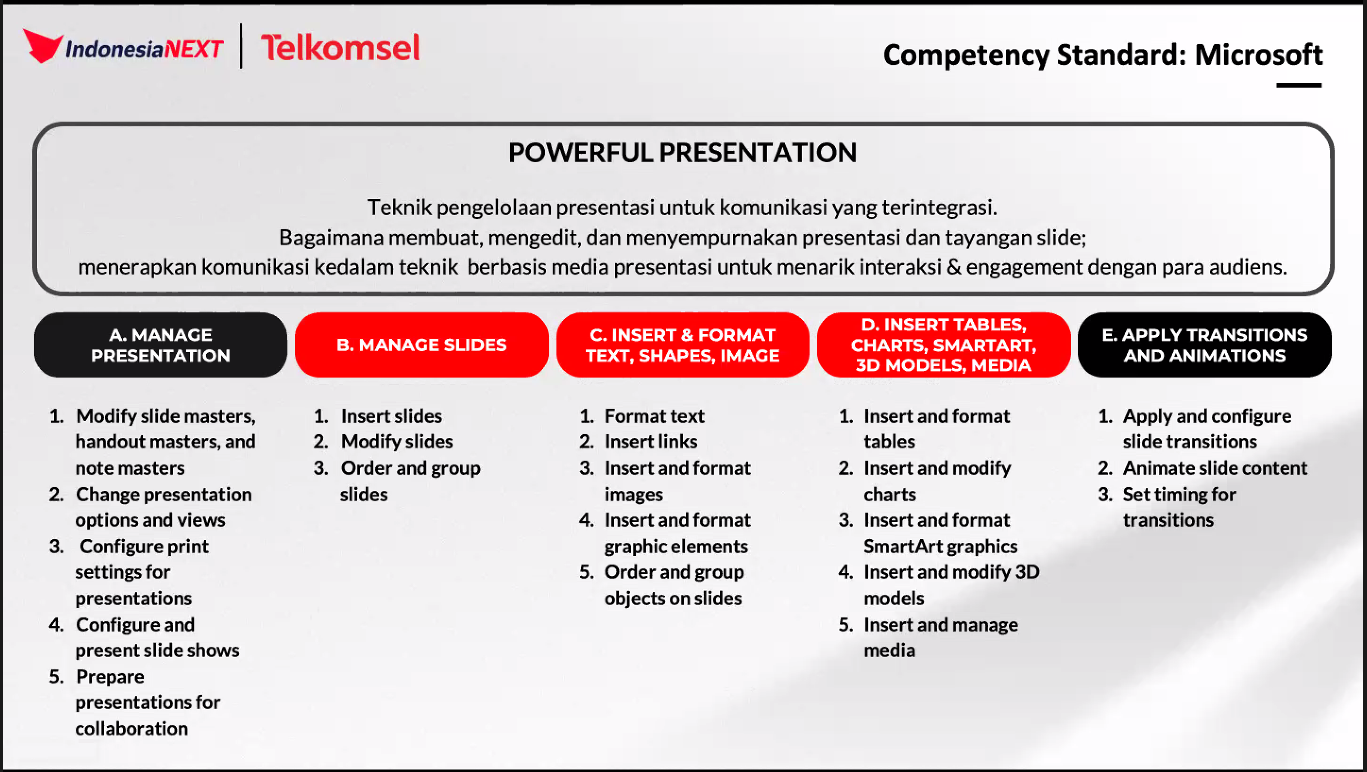 IndonesiaNEXT
Telkomsel
Competency Standard: Microsoft
POWERFUL PRESENTATION
Teknik pengelolaan presentasi untuk komunikasi yang terintegrasi.
Bagaimana membuat, mengedit, dan menyempurnakan presentasi dan tayangan slide;
menerapkan komunikasi kedalam teknik berbasis media presentasi untuk menarik interaksi & engagement dengan para audiens.
A. MANAGE
PRESENTATION
1. Modify slide masters,
handout masters, and
note masters
2. Change presentation
options and views
3. Configure print
settings for
presentations
4. Configure and
present slide shows
5. Prepare
presentations for
collaboration
B. MANAGE SLIDES
1. Insert slides
2. Modify slides
3. Order and group
slides
C. INSERT & FORMAT
TEXT, SHAPES, IMAGE
1. Format text
2. Insert links
3. Insert and format
images
4. Insert and format
graphic elements
5. Order and group
objects on slides
D. INSERT TABLES,
CHARTS, SMARTART,
3D MODELS, MEDIA
1. Insert and format
tables
2. Insert and modify
charts
3. Insert and format
SmartArt graphics
4. Insert and modify 3D
models
5. Insert and manage
media
E. APPLY TRANSITIONS
AND ANIMATIONS
1. Apply and configure
slide transitions
2. Animate slide content
3. Set timing for
transitions